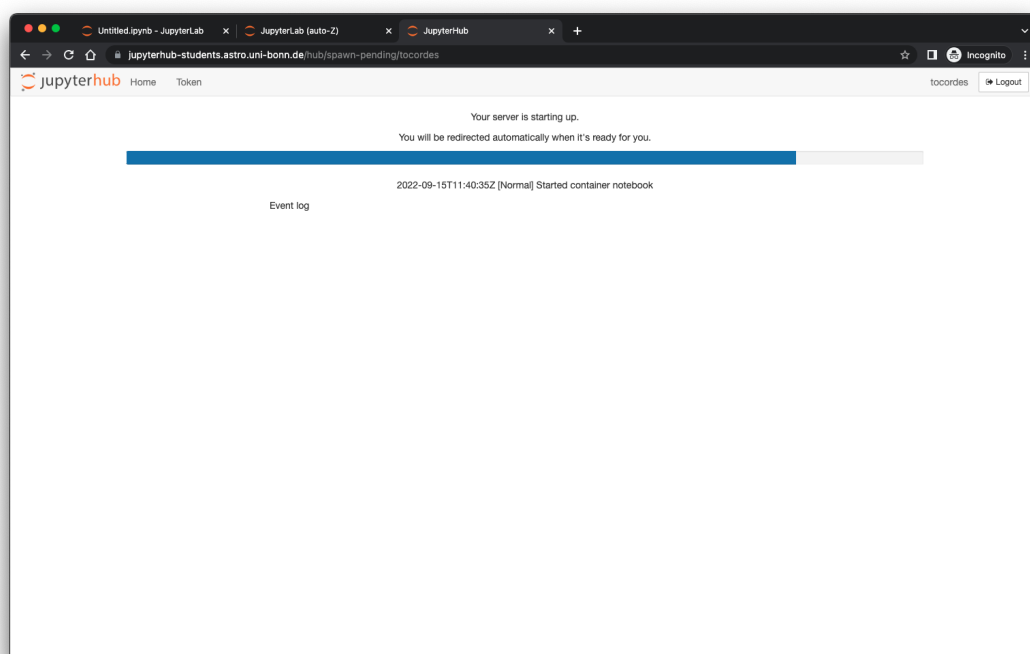 Untitled.ipynb - JupyterLab
JupyterLab (auto-Z)
JupyterHub
jupyterhub-students.astro.uni-bonn.de/hub/spawn-pending/tocordes
Incognito
jupyterhub Home Token tocordes Logout
Your server is starting up.
You will be redirected automatically when it's ready for you.
2022-09-15T11:40:35Z [Normal] Started container notebook
Event log